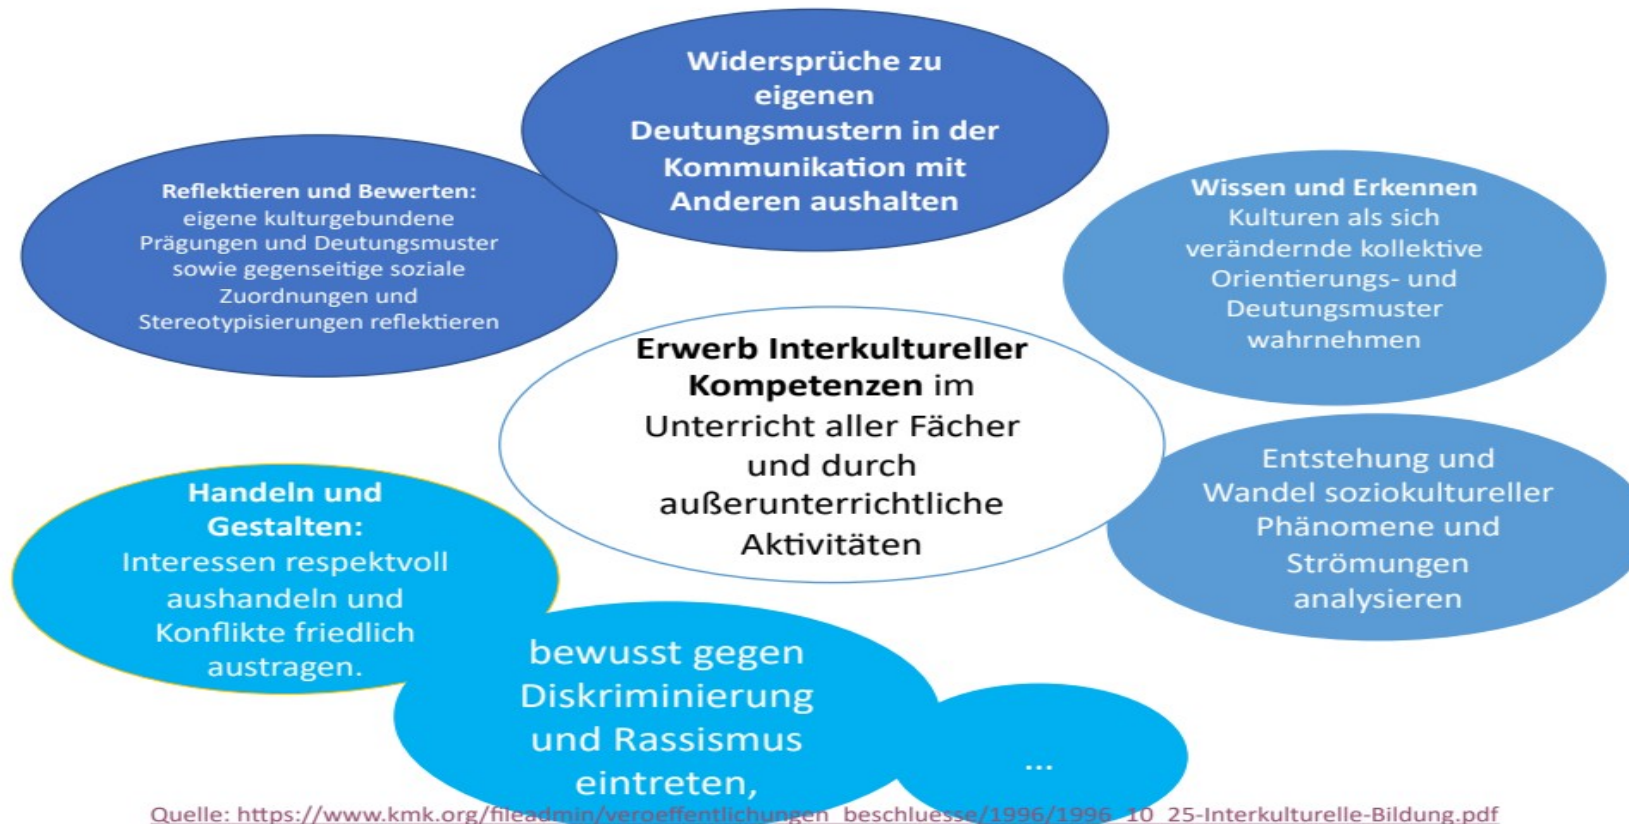 Widersprüche zu
eigenen
Deutungsmustern in der
Kommunikation mit
Anderen aushalten
Reflektieren und Bewerten:
eigene kulturgebundene
Prägungen und Deutungsmuster
sowie gegenseitige soziale
Zuordnungen und
Stereotypisierungen reflektieren
Wissen und Erkennen
Kulturen als sich
verändernde kollektive
Orientierungs- und
Deutungsmuster
wahrnehmen
Erwerb Interkultureller
Kompetenzen im
Unterricht aller Fächer
und durch
außerunterrichtliche
Aktivitäten
Entstehung und
Wandel soziokultureller
Phänomene und
Strömungen
analysieren
Handeln und
Gestalten:
Interessen respektvoll
aushandeln und
Konflikte friedlich
austragen.
bewusst gegen
Diskriminierung
und Rassismus
eintreten,
...
Quelle: https://www.kmk.org/fileadmin/veroeffentlichungen_beschluesse/1996/1996_10_25-Interkulturelle-Bildung.pdf